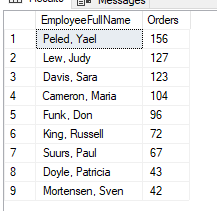 Messages
EmployeeFullName Orders
1 Peled, Yael 156
2 Lew, Judy 127
3 Davis, Sara 123
4 Cameron, Maria 104
5 Funk, Don 96
6 King, Russell 72
7 Suurs, Paul 67
8 Doyle, Patricia 43
9 Mortensen, Sven 42